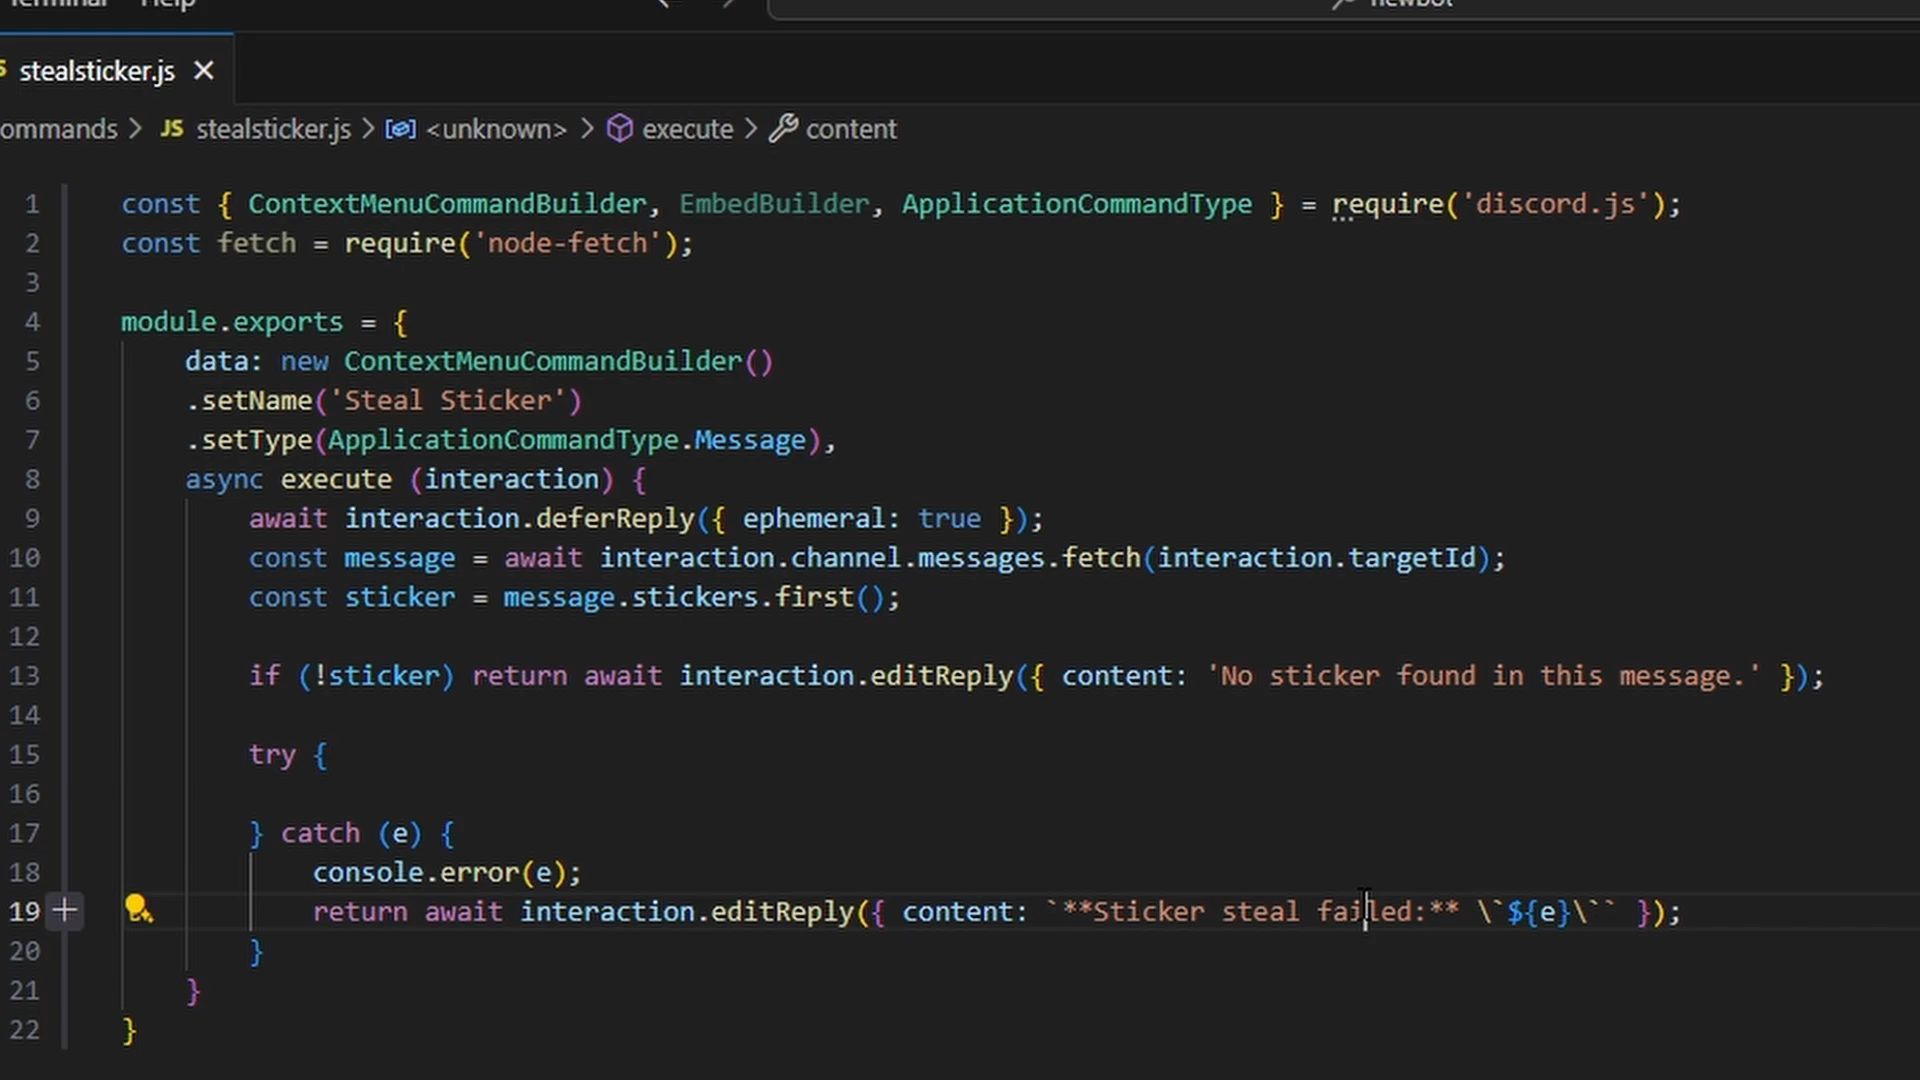 Terminal Help newbot
stealsticker.js
ommands > JS stealsticker.js > <unknown> > execute > content
1 const { ContextMenuCommandBuilder, EmbedBuilder, ApplicationCommandType } = require('discord.js');
2 const fetch = require('node-fetch');
3
4 module.exports = {
5 data: new ContextMenuCommandBuilder()
6 .setName('Steal Sticker')
7 .setType(ApplicationCommandType.Message),
8 async execute (interaction) {
9 await interaction.deferReply({ ephemeral: true });
10 const message = await interaction.channel.messages.fetch(interaction.targetId);
11 const sticker = message.stickers.first();
12
13 if (!sticker) return await interaction.editReply({ content: 'No sticker found in this message.' });
14
15 try {
16
17 } catch (e) {
18 console.error(e);
19 return await interaction.editReply({ content: `**Sticker steal failed:** \`${e}\`` });
20 }
21 }
22 }